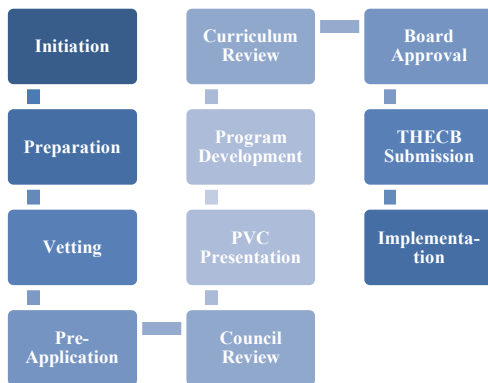 Initiation
Preparation
Vetting
Pre-
Application
Council
Review
PVC
Presentation
Program
Development
Curriculum
Review
Board
Approval
THECB
Submission
Implementa-
tion